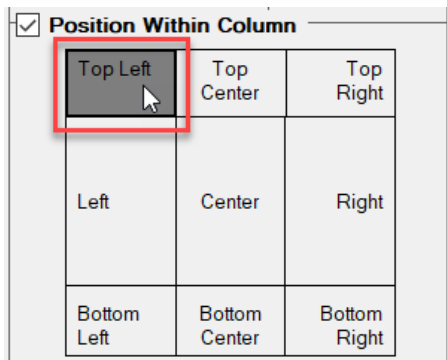 Position Within Column
Top Left
Top
Center
Top
Right
Left
Center
Right
Bottom
Left
Bottom
Center
Bottom
Right